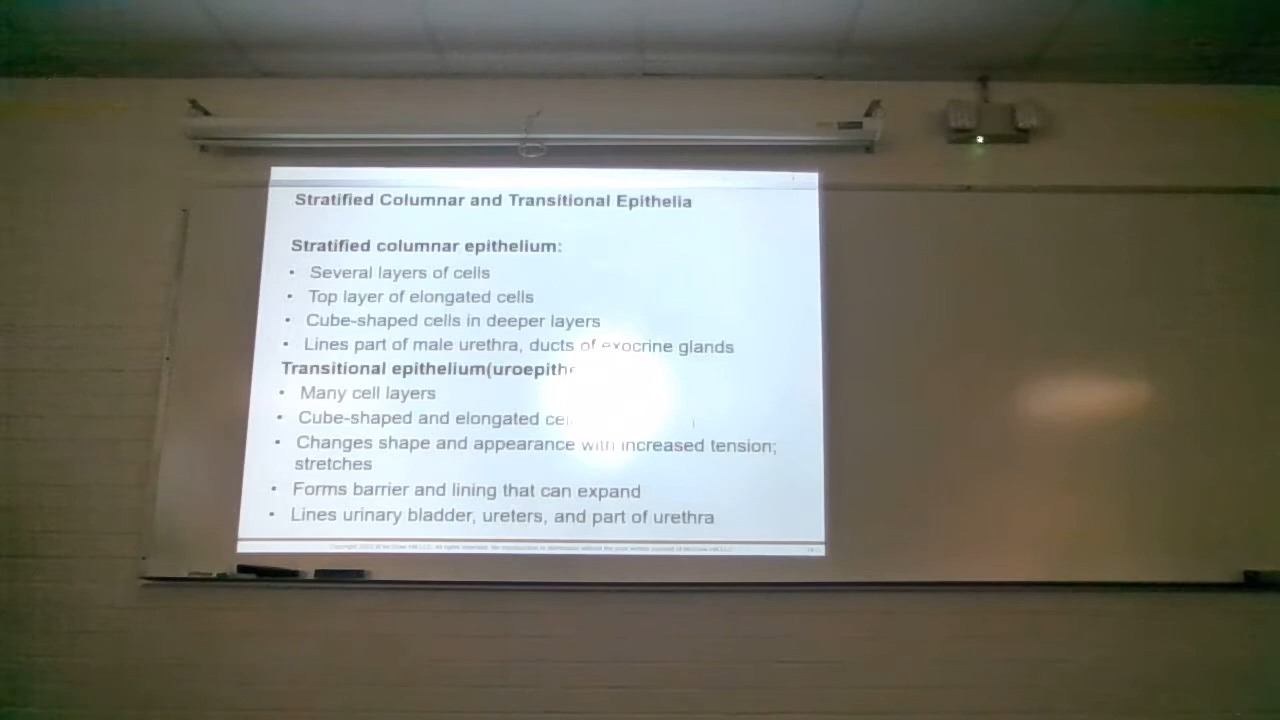 Stratified Columnar and Transitional Epithelia
Stratified columnar epithelium:
• Several layers of cells
• Top layer of elongated cells
• Cube-shaped cells in deeper layers
• Lines part of male urethra, ducts of exocrine glands
Transitional epithelium(uroepith
• Many cell layers
• Cube-shaped and elongated
• Changes shape and appearance with increased tension;
stretches
• Forms barrier and lining that can expand
• Lines urinary bladder, ureters, and part of urethra